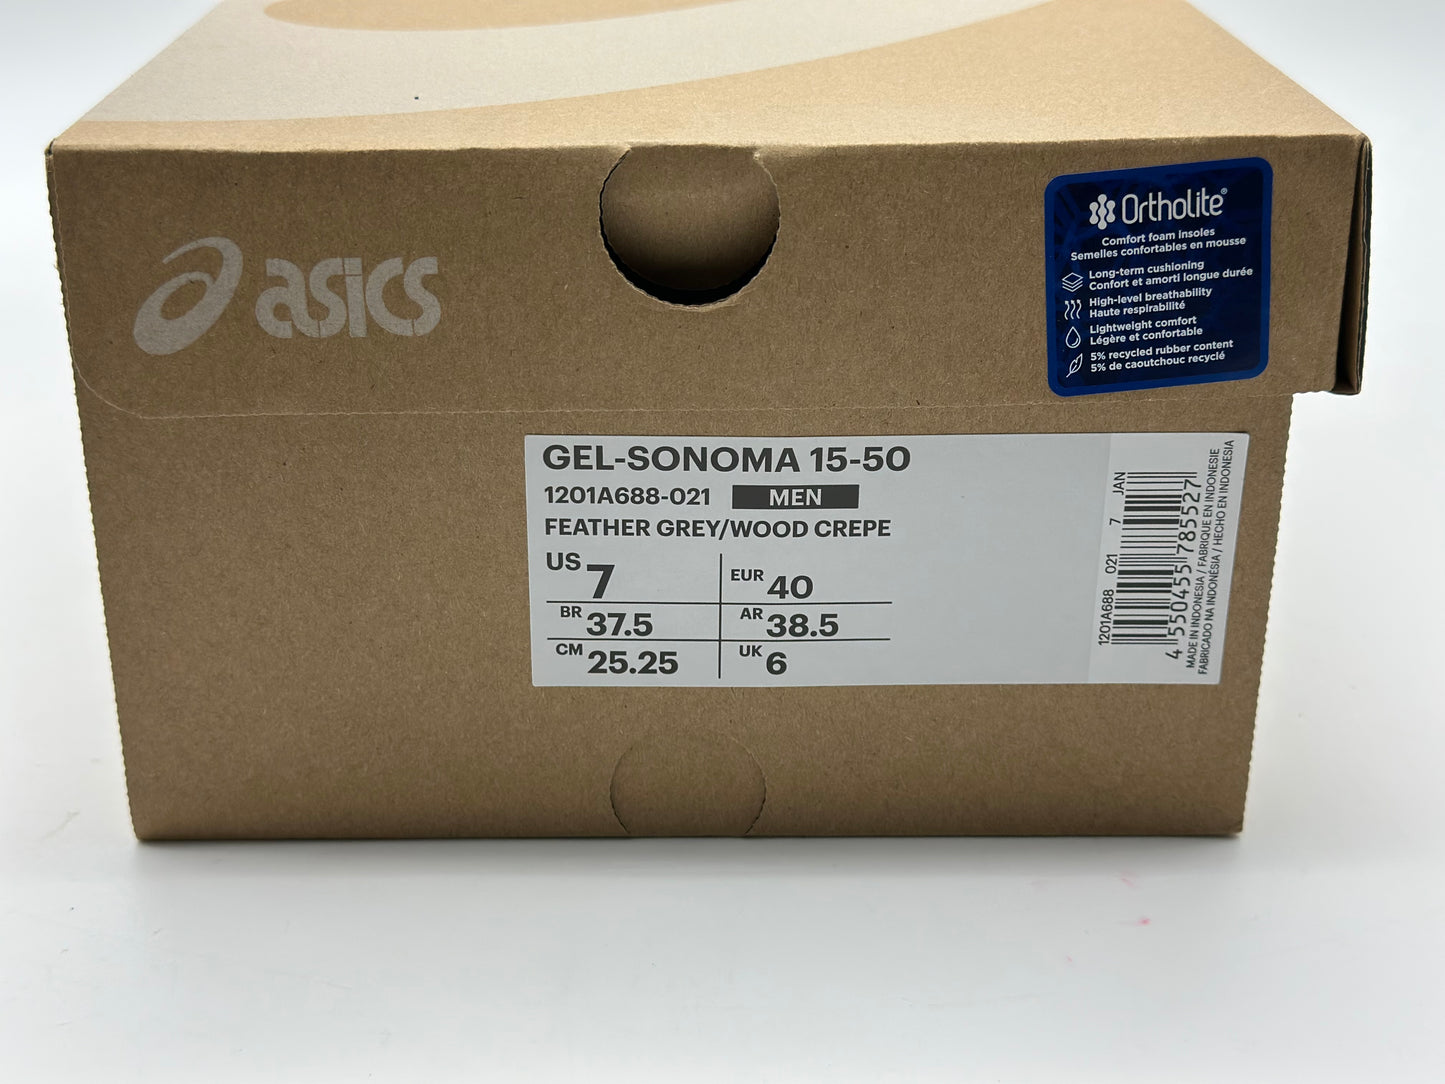 asics
OrthoLite®
Comfort foam insoles
Semelles confortables en mousse
Long-term cushioning
Confort et amorti longue durée
High-level breathability
Haute respirabilité
Lightweight comfort
Légère et confortable
5% recycled rubber content
5% de caoutchouc recyclé
GEL-SONOMA 15-50
1201A688-021 MEN
FEATHER GREY/WOOD CREPE
US 7 EUR 40
BR 37.5 AR 38.5
CM 25.25 UK 6
1201A688 021 7 JAN
4 550455 785527
MADE IN INDONESIA / FABRIQUE EN INDONESIE
FABRICADO NA INDONÉSIA / HECHO EN INDONESIA